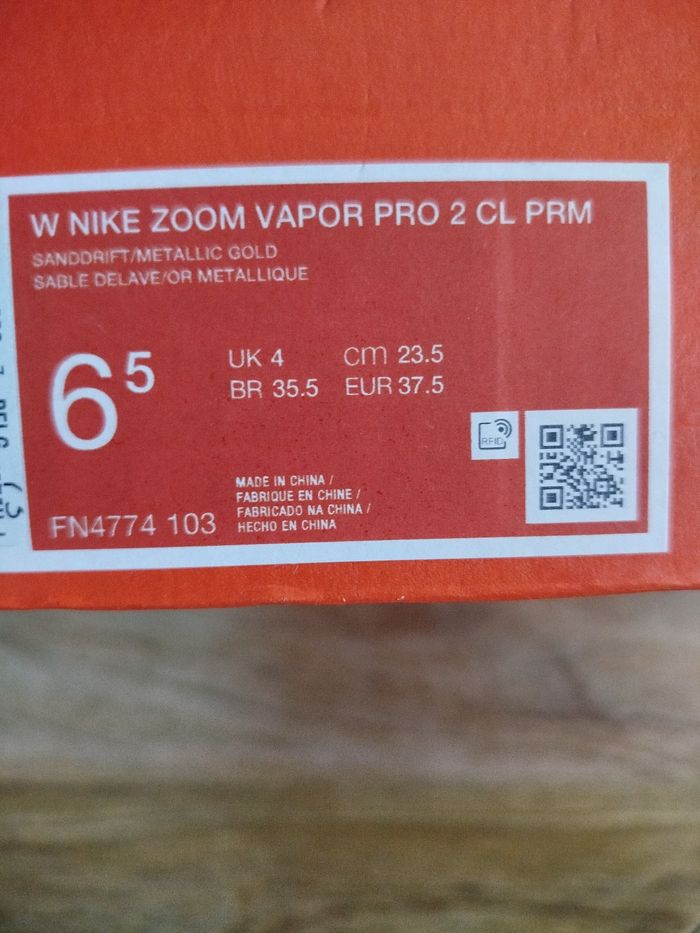 W NIKE ZOOM VAPOR PRO 2 CL PRM
SANDDRIFT/METALLIC GOLD
SABLE DELAVE/OR METALLIQUE
6 5
UK 4 cm 23.5
BR 35.5 EUR 37.5
RFID
MADE IN CHINA /
FABRIQUE EN CHINE /
FABRICADO NA CHINA /
HECHO EN CHINA
FN4774 103